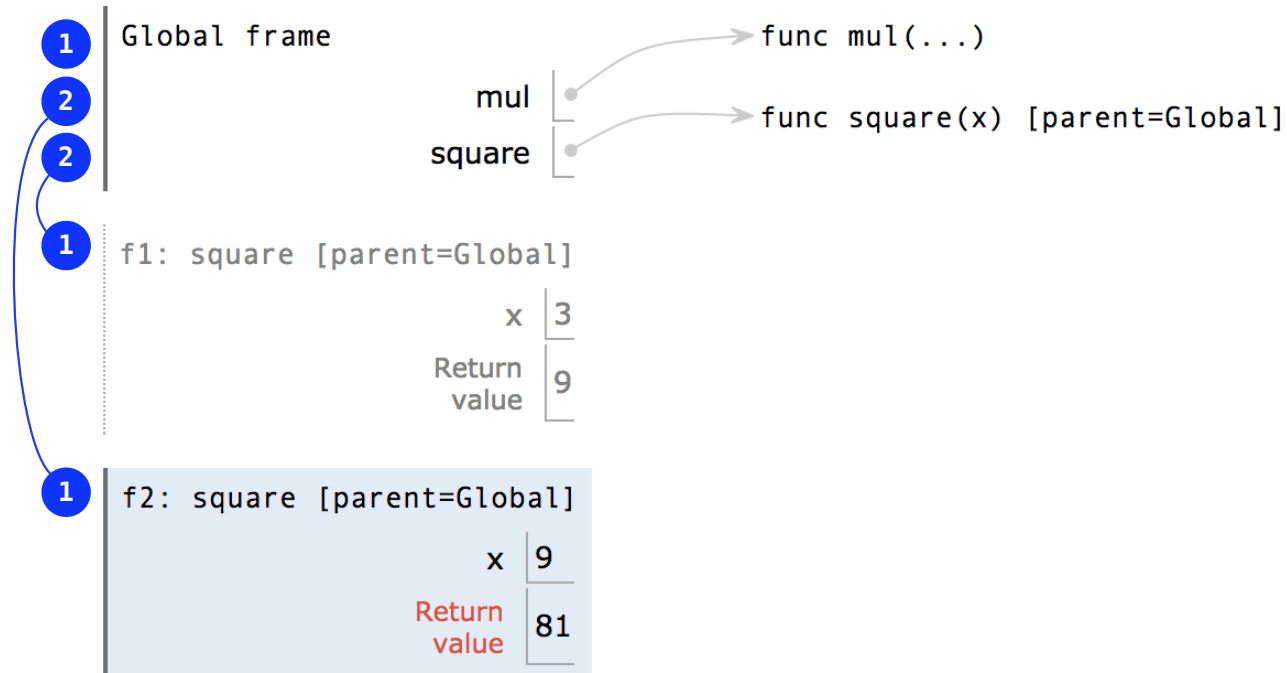 1 Global frame func mul(...)
2 mul
func square(x) [parent=Global]
2 square
1 f1: square [parent=Global]
x 3
Return
value 9
1 f2: square [parent=Global]
x 9
Return
value 81